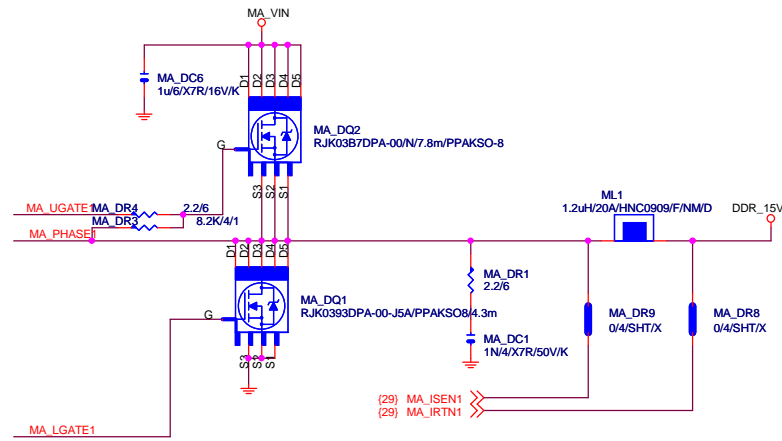 MA_VIN
D1
D2
D3
D4
D5
MA_DC6
1u/6/X7R/16V/K
MA_DQ2
RJK03B7DPA-00/N/7.8m/PPAKSO-8
G
S3
S2
S1
ML1
1.2uH/20A/HNC0909/F/NM/D
DDR_15V
MA_UGATE1
MA_DR4
2.2/6
MA_DR3
8.2K/4/1
MA_PHASE1
D1
D2
D3
D4
D5
MA_DQ1
RJK0393DPA-00-J5A/PPAKSO8/4.3m
G
S3
S2
S1
MA_DR1
2.2/6
MA_DR9
0/4/SHT/X
MA_DR8
0/4/SHT/X
MA_DC1
1N/4/X7R/50V/K
{29} MA_ISEN1
{29} MA_IRTN1
MA_LGATE1